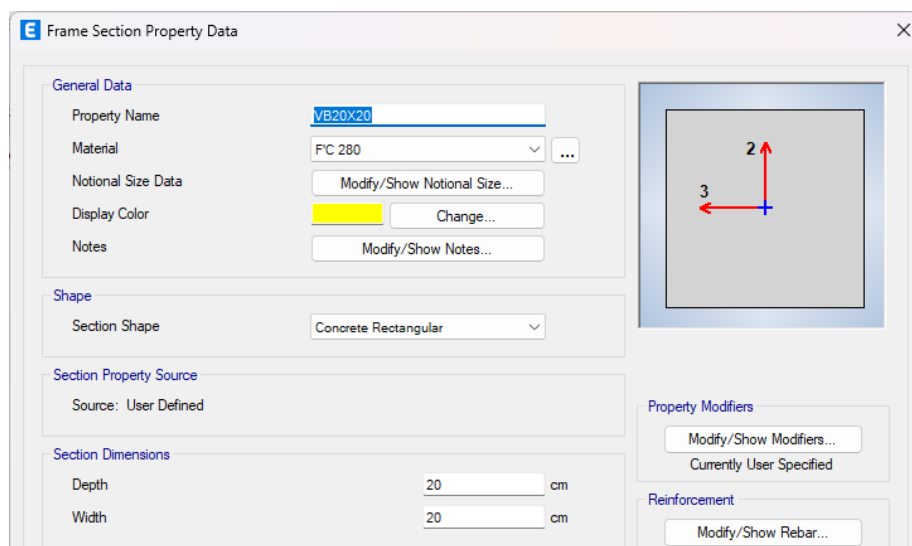 E Frame Section Property Data
General Data
Property Name VB20X20
Material F'C 280 ...
Notional Size Data Modify/Show Notional Size...
Display Color Change...
Notes Modify/Show Notes...
2
3
Shape
Section Shape Concrete Rectangular
Section Property Source
Source: User Defined
Property Modifiers
Modify/Show Modifiers...
Currently User Specified
Section Dimensions
Depth 20 cm
Width 20 cm
Reinforcement
Modify/Show Rebar...